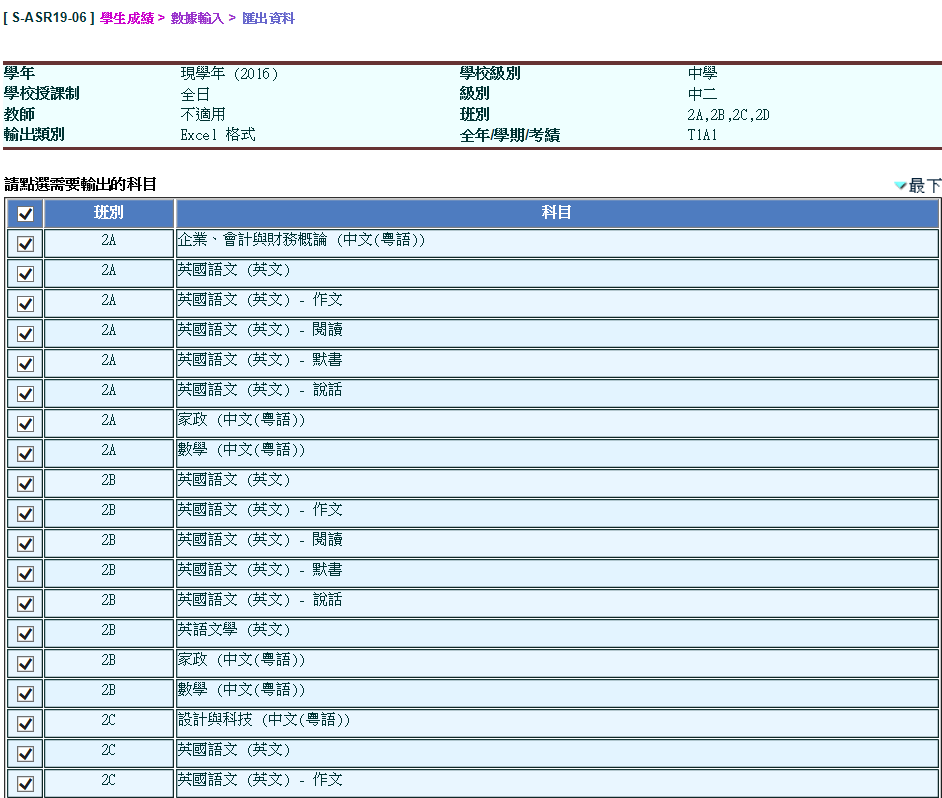 [ S-ASR19-06 ] 學生成績 > 數據輸入 > 匯出資料
學年 現學年 (2016) 學校級別 中學
學校授課制 全日 級別 中二
教師 不適用 班別 2A,2B,2C,2D
輸出類別 Excel 格式 全年/學期/考績 T1A1
請點選需要輸出的科目 最下
班別 科目
2A 企業、會計與財務概論 (中文(粵語))
2A 英國語文 (英文)
2A 英國語文 (英文) - 作文
2A 英國語文 (英文) - 閱讀
2A 英國語文 (英文) - 默書
2A 英國語文 (英文) - 說話
2A 家政 (中文(粵語))
2A 數學 (中文(粵語))
2B 英國語文 (英文)
2B 英國語文 (英文) - 作文
2B 英國語文 (英文) - 閱讀
2B 英國語文 (英文) - 默書
2B 英國語文 (英文) - 說話
2B 英語文學 (英文)
2B 家政 (中文(粵語))
2B 數學 (中文(粵語))
2C 設計與科技 (中文(粵語))
2C 英國語文 (英文)
2C 英國語文 (英文) - 作文